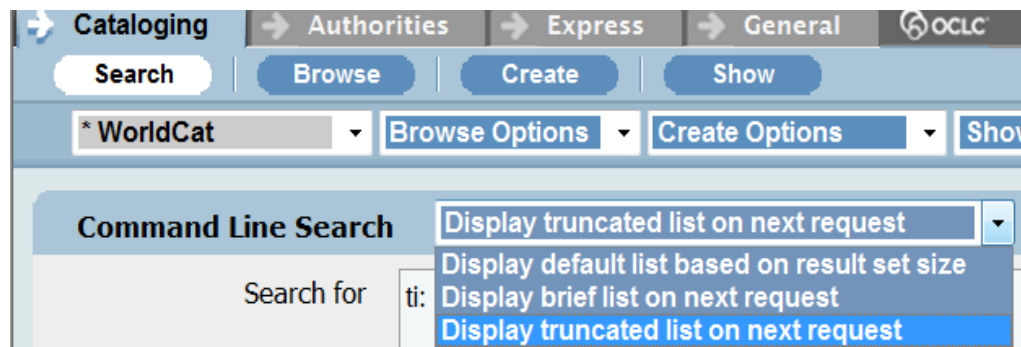 Cataloging Authorities Express General OCLC
Search Browse Create Show
* WorldCat Browse Options Create Options
Command Line Search Display truncated list on next request
Display default list based on result set size
Search for ti: Display brief list on next request
Display truncated list on next request